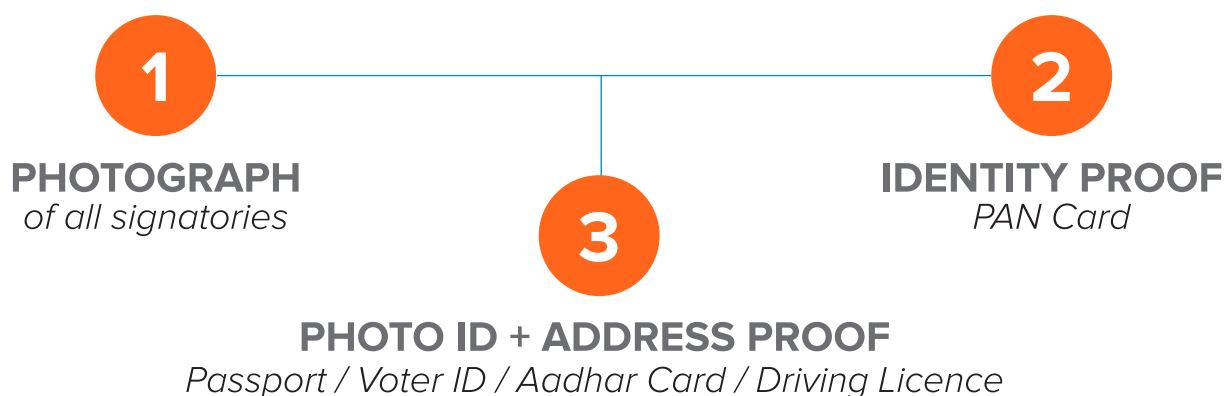 1
PHOTOGRAPH
of all signatories
2
IDENTITY PROOF
PAN Card
3
PHOTO ID + ADDRESS PROOF
Passport / Voter ID / Aadhar Card / Driving Licence